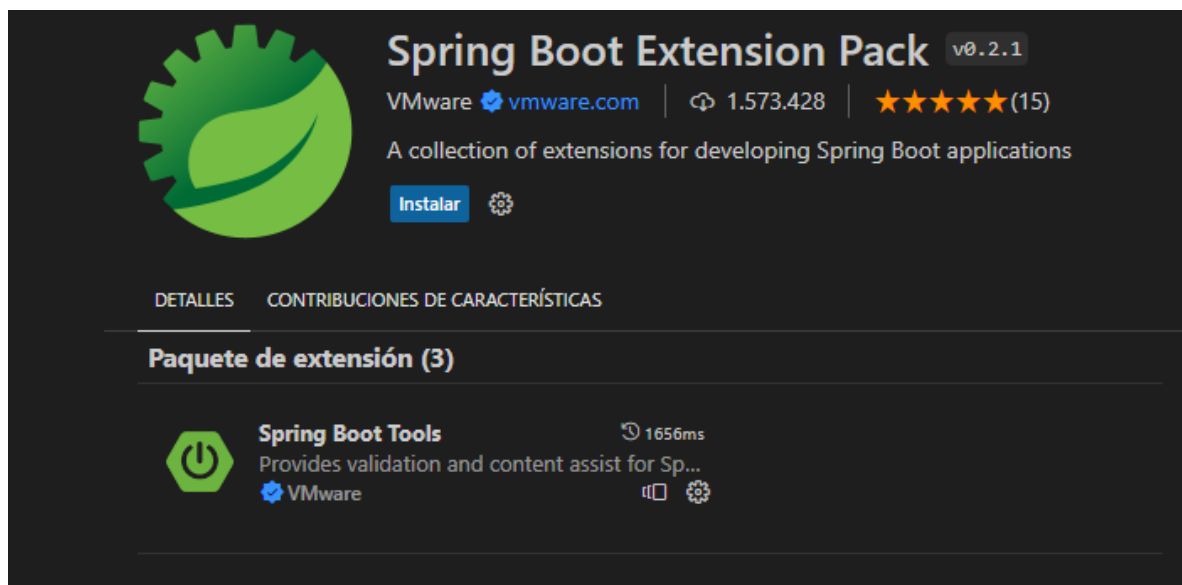 Spring Boot Extension Pack v0.2.1
VMware vmware.com 1.573.428 (15)
A collection of extensions for developing Spring Boot applications
Instalar
DETALLES CONTRIBUCIONES DE CARACTERÍSTICAS
Paquete de extensión (3)
Spring Boot Tools 1656ms
Provides validation and content assist for Sp...
VMware